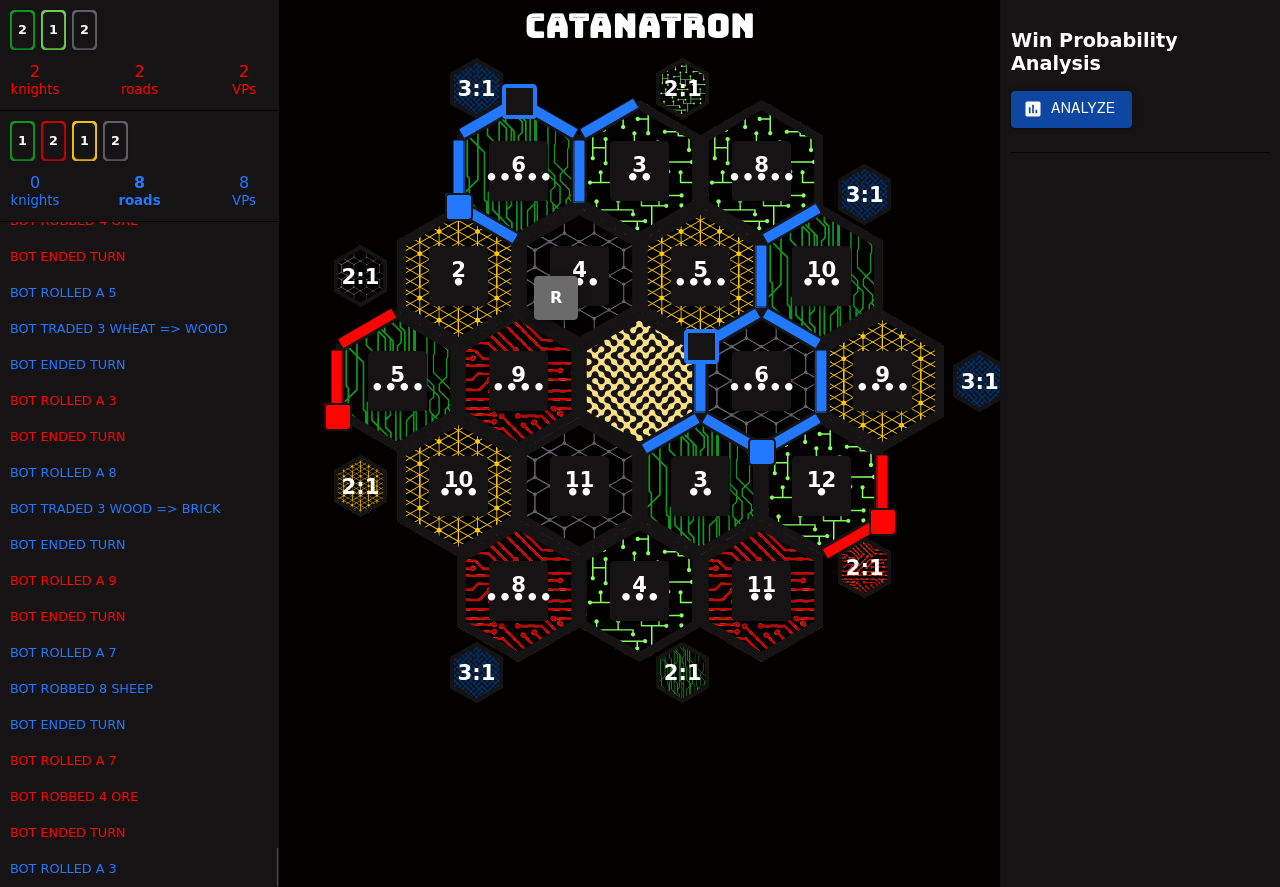 2 1 2
2 2 2
knights roads VPs
1 2 1 2
0 8 8
knights roads VPs
BOT ROBBED 4 ORE
BOT ENDED TURN
BOT ROLLED A 5
BOT TRADED 3 WHEAT => WOOD
BOT ENDED TURN
BOT ROLLED A 3
BOT ENDED TURN
BOT ROLLED A 8
BOT TRADED 3 WOOD => BRICK
BOT ENDED TURN
BOT ROLLED A 9
BOT ENDED TURN
BOT ROLLED A 7
BOT ROBBED 8 SHEEP
BOT ENDED TURN
BOT ROLLED A 7
BOT ROBBED 4 ORE
BOT ENDED TURN
BOT ROLLED A 3
CATANATRON
3:1 2:1
6 3 8
3:1
2:1 2 4 5 10
R
5 9 6 9 3:1
2:1 10 11 3 12
2:1
8 4 11
3:1 2:1
Win Probability
Analysis
ANALYZE